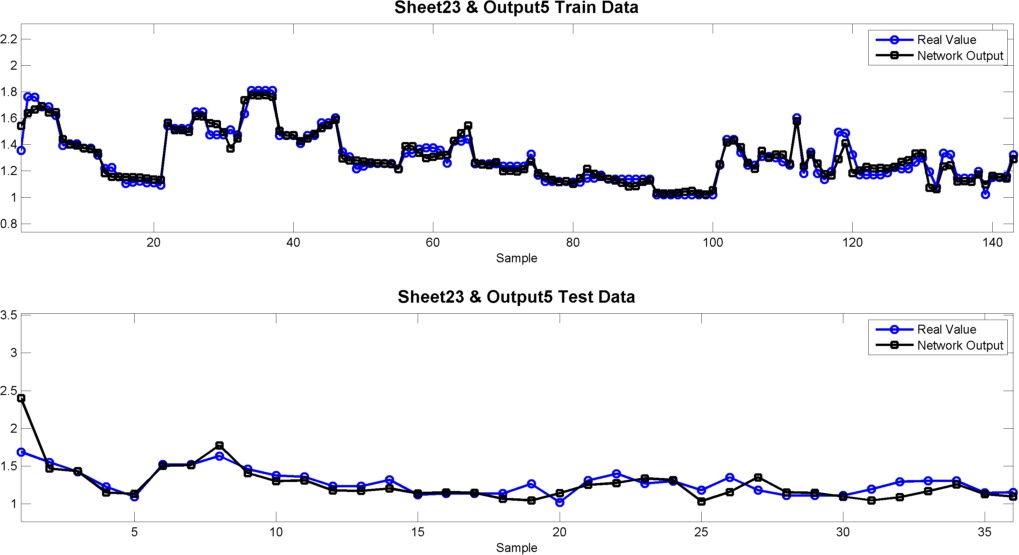 Sheet23 & Output5 Train Data
2.2
2
1.8
1.6
1.4
1.2
1
0.8
Real Value
Network Output
20 40 60 80 100 120 140
Sample
Sheet23 & Output5 Test Data
3.5
3
2.5
2
1.5
1
Real Value
Network Output
5 10 15 20 25 30 35
Sample